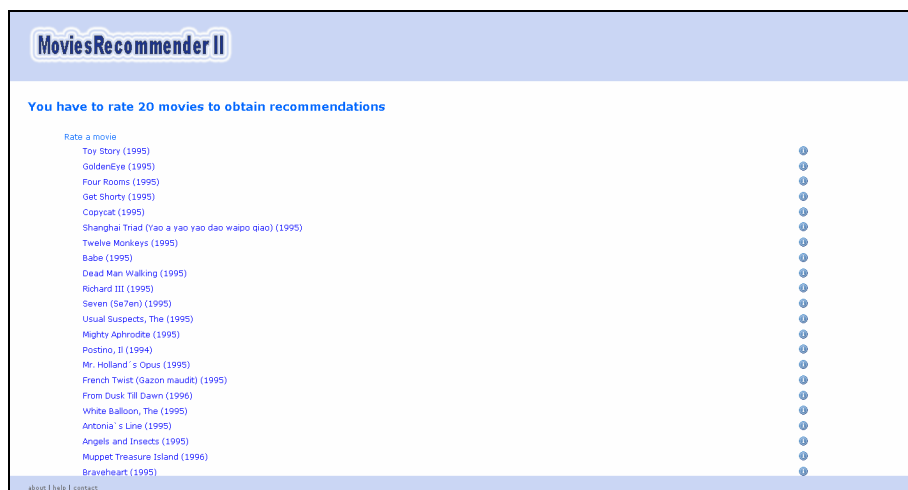 MoviesRecommender II
You have to rate 20 movies to obtain recommendations
Rate a movie
Toy Story (1995)
GoldenEye (1995)
Four Rooms (1995)
Get Shorty (1995)
Copycat (1995)
Shanghai Triad (Yao a yao yao dao waipo qiao) (1995)
Twelve Monkeys (1995)
Babe (1995)
Dead Man Walking (1995)
Richard III (1995)
Seven (Se7en) (1995)
Usual Suspects, The (1995)
Mighty Aphrodite (1995)
Postino, Il (1994)
Mr. Holland´s Opus (1995)
French Twist (Gazon maudit) (1995)
From Dusk Till Dawn (1996)
White Balloon, The (1995)
Antonia´s Line (1995)
Angels and Insects (1995)
Muppet Treasure Island (1996)
Braveheart (1995)
about | help | contact